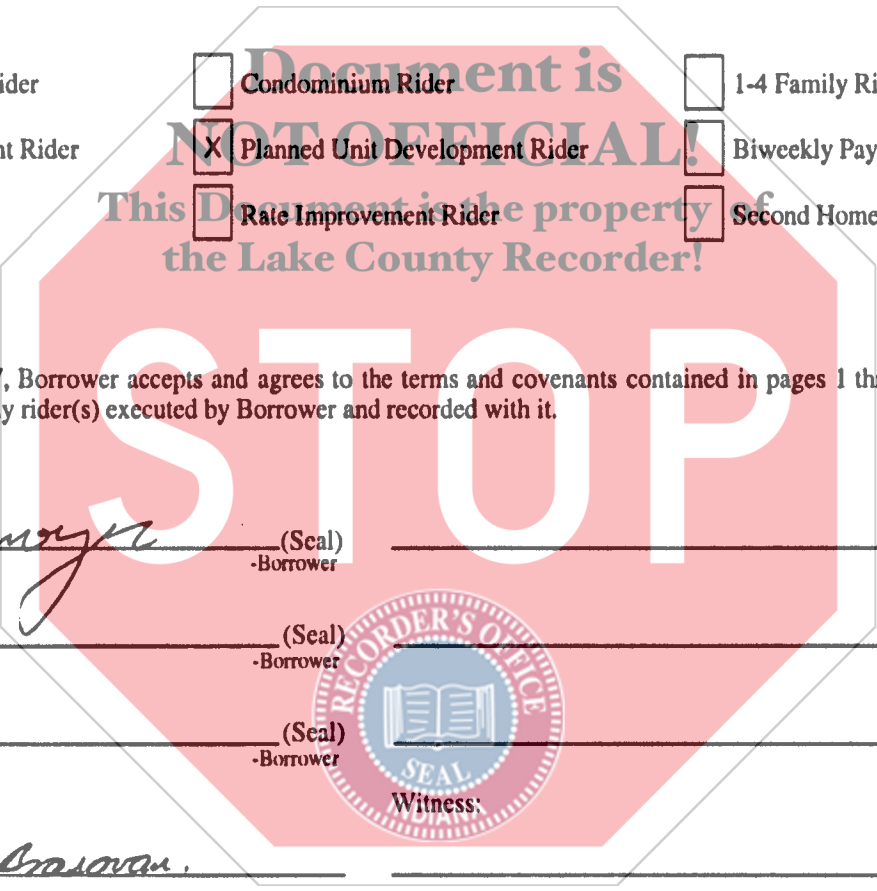 Document is
ider Condominium Rider 1-4 Family Ri
NOT OFFICIAL!
nt Rider X Planned Unit Development Rider Biweekly Pay
This Document is the property of
Rate Improvement Rider Second Home
the Lake County Recorder!
STOP
, Borrower accepts and agrees to the terms and covenants contained in pages 1 th
y rider(s) executed by Borrower and recorded with it.
(Seal)
-Borrower
(Seal)
-Borrower
(Seal)
-Borrower
RECORDER'S OFFICE
SEAL
INDIANA
Witness: